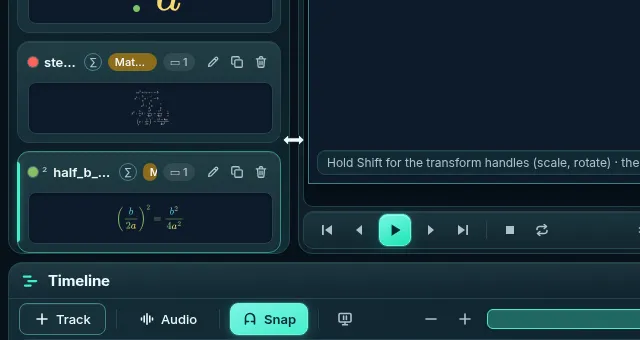 a
ste...
Σ
Mat...
1
2
half_b_...
Σ
M
1
(b/2a)² = b²/4a²
Hold Shift for the transform handles (scale, rotate) · the
Timeline
+ Track
Audio
Snap